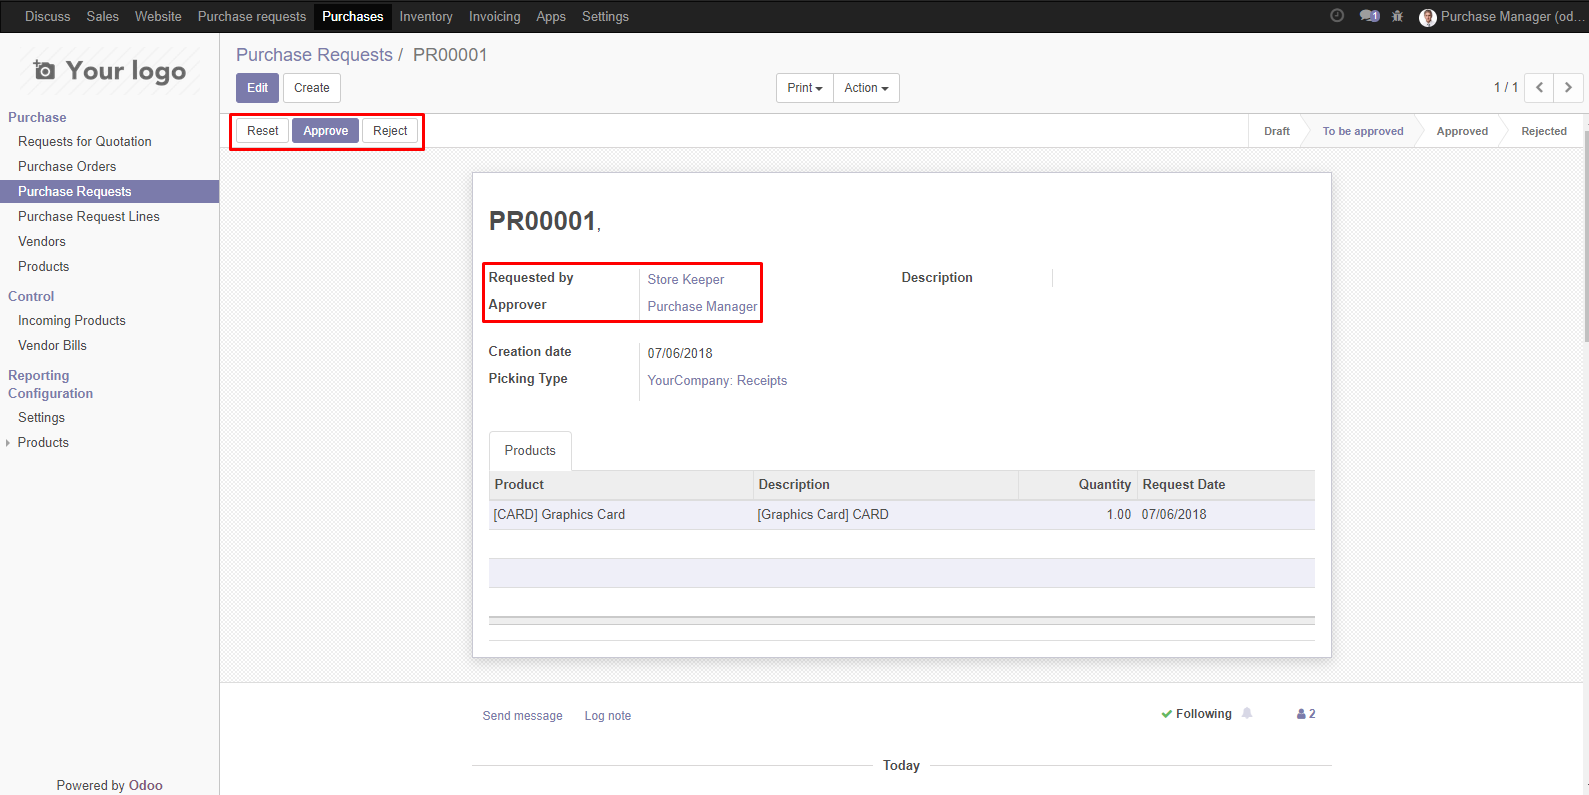 Discuss Sales Website Purchase requests Purchases Inventory Invoicing Apps Settings 1 Purchase Manager (od...
Your logo
Purchase Requests / PR00001
Edit Create Print Action 1 / 1
Reset Approve Reject Draft To be approved Approved Rejected
Purchase
Requests for Quotation
Purchase Orders
Purchase Requests
Purchase Request Lines
Vendors
Products
Control
Incoming Products
Vendor Bills
Reporting
Configuration
Settings
Products
Powered by Odoo
PR00001,
Requested by Store Keeper Description
Approver Purchase Manager
Creation date 07/06/2018
Picking Type YourCompany: Receipts
Products
Product Description Quantity Request Date
[CARD] Graphics Card [Graphics Card] CARD 1.00 07/06/2018
Send message Log note Following 2
Today